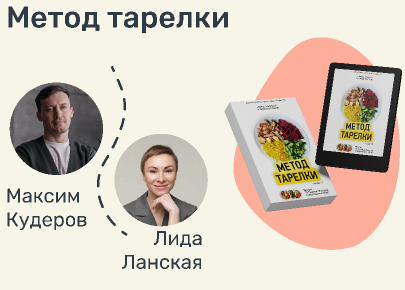 Метод тарелки
Максим
Кудеров
Лида
Ланская
МЕТОД
ТАРЕЛКИ
МЕТОД
ТАРЕЛКИ